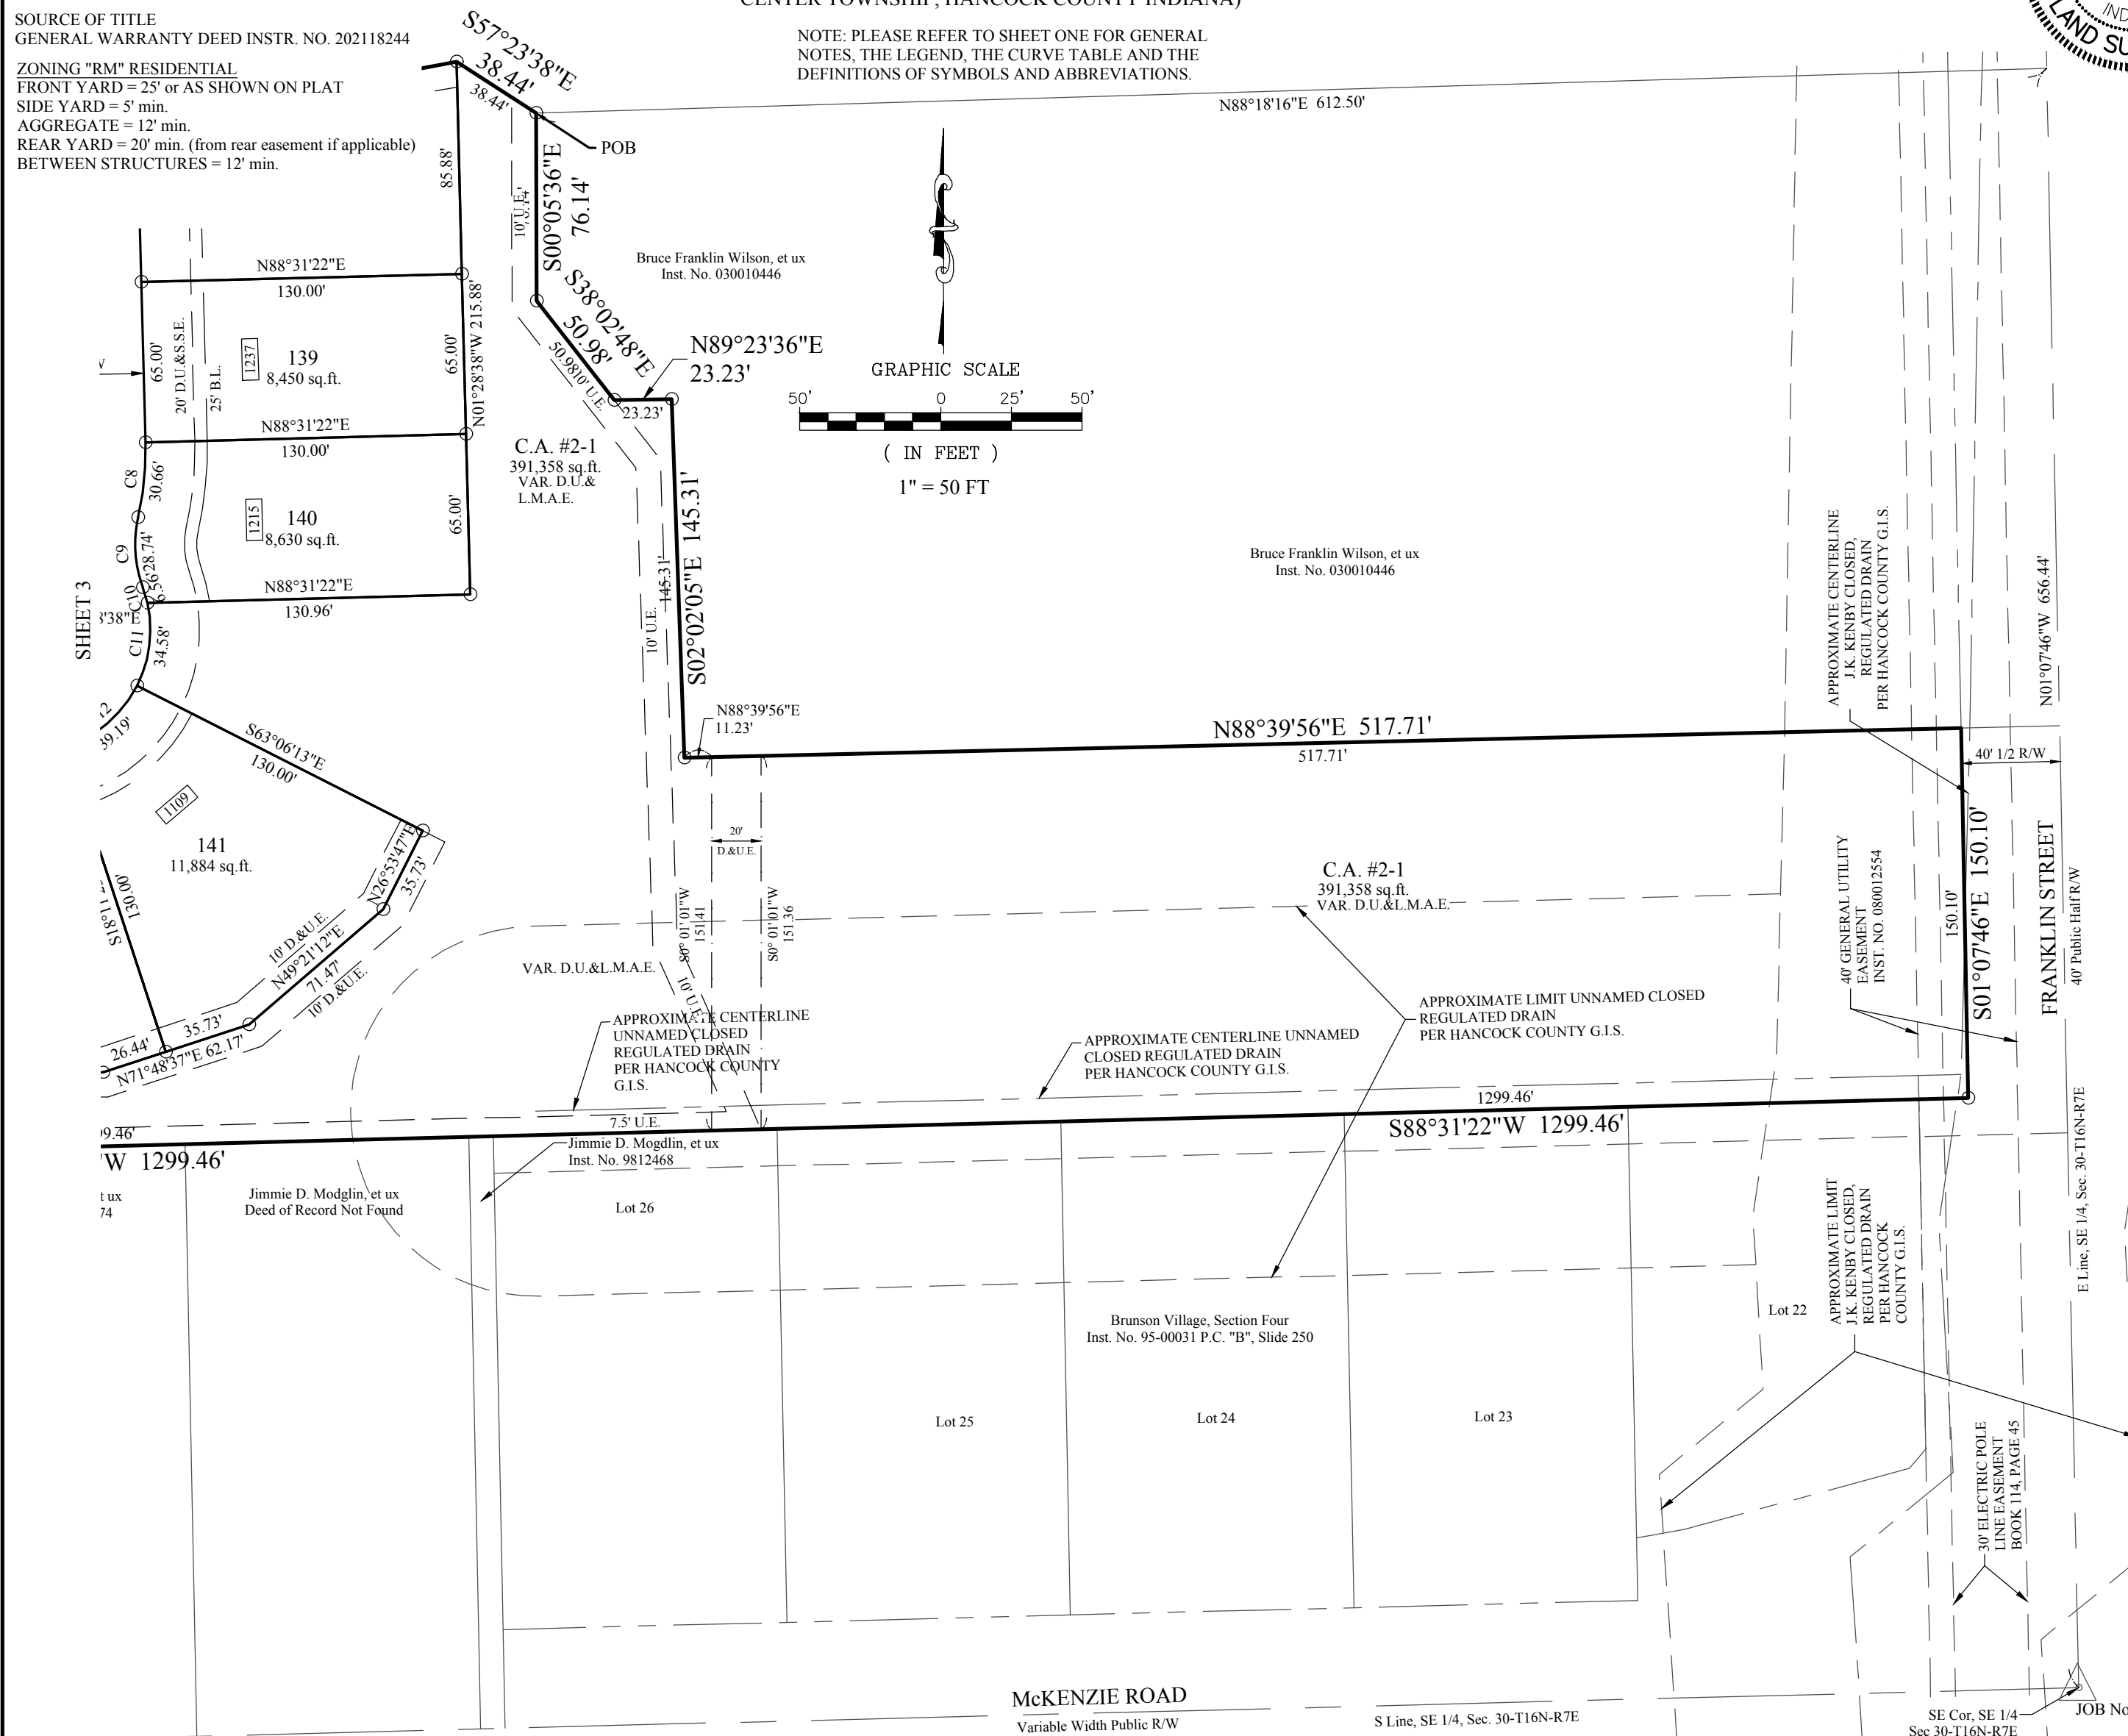 CENTER TOWNSHIP, HANCOCK COUNTY INDIANA)
SOURCE OF TITLE
GENERAL WARRANTY DEED INSTR. NO. 202118244
ZONING "RM" RESIDENTIAL
FRONT YARD = 25' or AS SHOWN ON PLAT
SIDE YARD = 5' min.
AGGREGATE = 12' min.
REAR YARD = 20' min. (from rear easement if applicable)
BETWEEN STRUCTURES = 12' min.
NOTE: PLEASE REFER TO SHEET ONE FOR GENERAL
NOTES, THE LEGEND, THE CURVE TABLE AND THE
DEFINITIONS OF SYMBOLS AND ABBREVIATIONS.
LAND SU
IND
S57°23'38"E
38.44'
38.44'
POB
N88°18'16"E 612.50'
85.88'
10' U.E.
S00°05'36"E
76.14'
Bruce Franklin Wilson, et ux
Inst. No. 030010446
N88°31'22"E
130.00'
65.00'
20' D.U.&S.S.E.
25' B.L.
1237
139
8,450 sq.ft.
65.00'
N01°28'38"W 215.88'
S38°02'48"E
50.98'
50.98'
10' U.E.
N89°23'36"E
23.23'
23.23'
GRAPHIC SCALE
50' 0 25' 50'
( IN FEET )
1" = 50 FT
N88°31'22"E
130.00'
C.A. #2-1
391,358 sq.ft.
VAR. D.U.&
L.M.A.E.
C8
30.66'
C9
28.74'
C10
6.56'
1215
140
8,630 sq.ft.
65.00'
N88°31'22"E
130.96'
SHEET 3
3'38"E
C11
34.58'
39.19'
145.31'
S02°02'05"E 145.31'
10' U.E.
Bruce Franklin Wilson, et ux
Inst. No. 030010446
APPROXIMATE CENTERLINE
J.K. KENBY CLOSED,
REGULATED DRAIN
PER HANCOCK COUNTY G.I.S.
N01°07'46"W 656.44'
N88°39'56"E
11.23'
N88°39'56"E 517.71'
517.71'
40' 1/2 R/W
S63°06'13"E
130.00'
1109
141
11,884 sq.ft.
130.00'
N26°53'47"E
35.73'
10' D.&U.E.
N49°21'12"E
71.47'
10' D.&U.E.
35.73'
26.44'
N71°48'37"E 62.17'
20'
D.&U.E.
S0° 01'01"W
151.41
S0° 01'01"W
151.36
C.A. #2-1
391,358 sq.ft.
VAR. D.U.&L.M.A.E.
40' GENERAL UTILITY
EASEMENT
INST. NO. 080012554
150.10'
S01°07'46"E 150.10'
FRANKLIN STREET
40' Public Half R/W
VAR. D.U.&L.M.A.E.
10' U.E.
APPROXIMATE CENTERLINE
UNNAMED CLOSED
REGULATED DRAIN
PER HANCOCK COUNTY
G.I.S.
APPROXIMATE CENTERLINE UNNAMED
CLOSED REGULATED DRAIN
PER HANCOCK COUNTY G.I.S.
APPROXIMATE LIMIT UNNAMED CLOSED
REGULATED DRAIN
PER HANCOCK COUNTY G.I.S.
7.5' U.E.
1299.46'
S88°31'22"W 1299.46'
99.46'
"W 1299.46'
Jimmie D. Mogdlin, et ux
Inst. No. 9812468
t ux
74
Jimmie D. Modglin, et ux
Deed of Record Not Found
Lot 26
Brunson Village, Section Four
Inst. No. 95-00031 P.C. "B", Slide 250
Lot 25
Lot 24
Lot 23
Lot 22
APPROXIMATE LIMIT
J.K. KENBY CLOSED,
REGULATED DRAIN
PER HANCOCK
COUNTY G.I.S.
E Line, SE 1/4, Sec. 30-T16N-R7E
30' ELECTRIC POLE
LINE EASEMENT
BOOK 114, PAGE 45
McKENZIE ROAD
Variable Width Public R/W
S Line, SE 1/4, Sec. 30-T16N-R7E
SE Cor, SE 1/4
Sec 30-T16N-R7E
JOB No